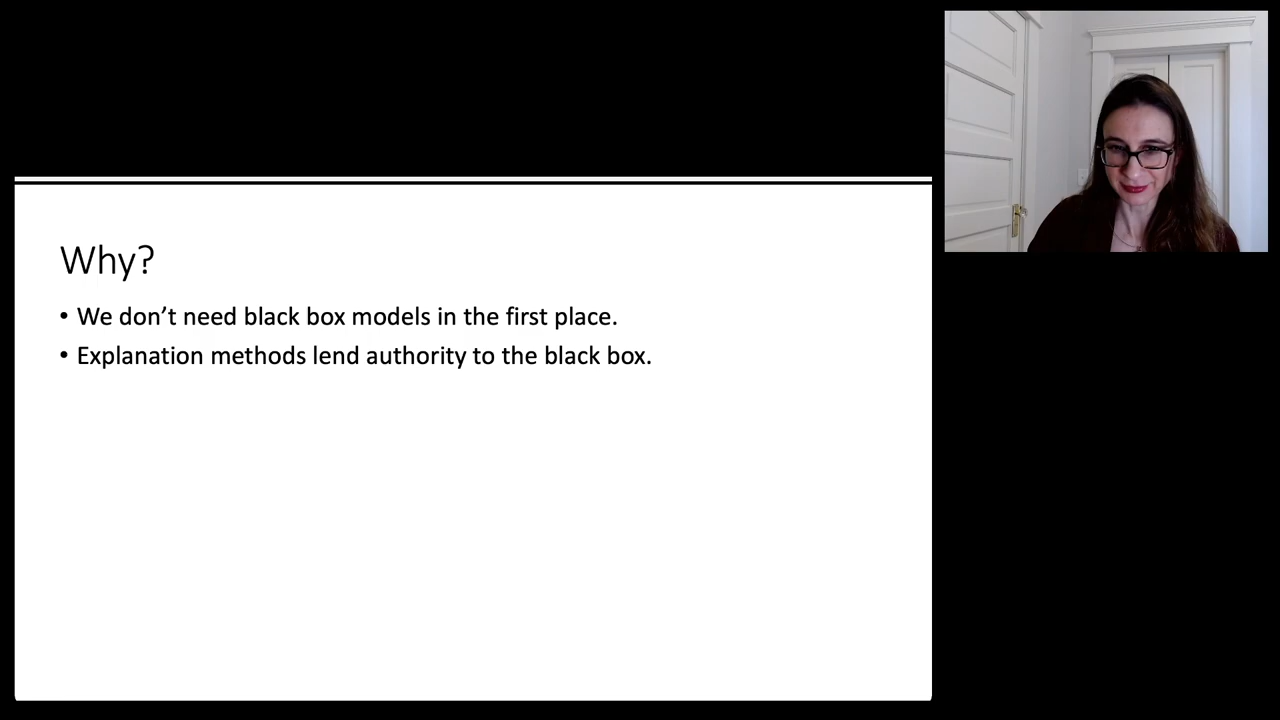 Why?
• We don’t need black box models in the first place.
• Explanation methods lend authority to the black box.